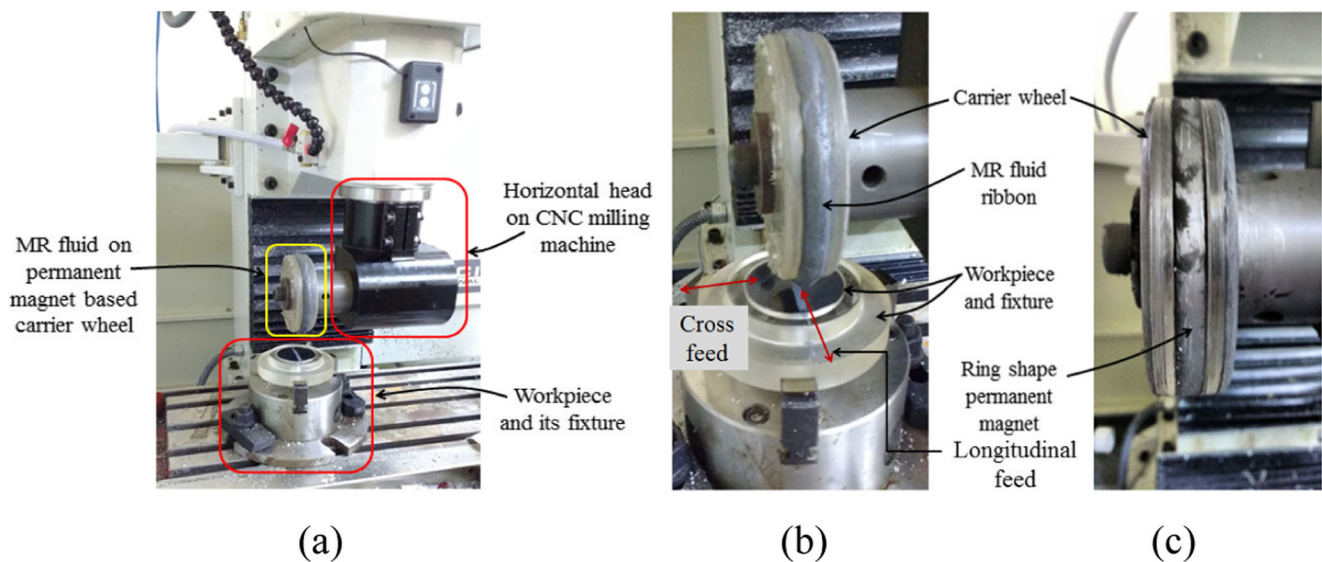 MR fluid on
permanent
magnet based
carrier wheel
Horizontal head
on CNC milling
machine
Workpiece
and its fixture
(a)
Cross
feed
Carrier wheel
MR fluid
ribbon
Workpiece
and fixture
Ring shape
permanent
magnet
Longitudinal
feed
(b)
(c)